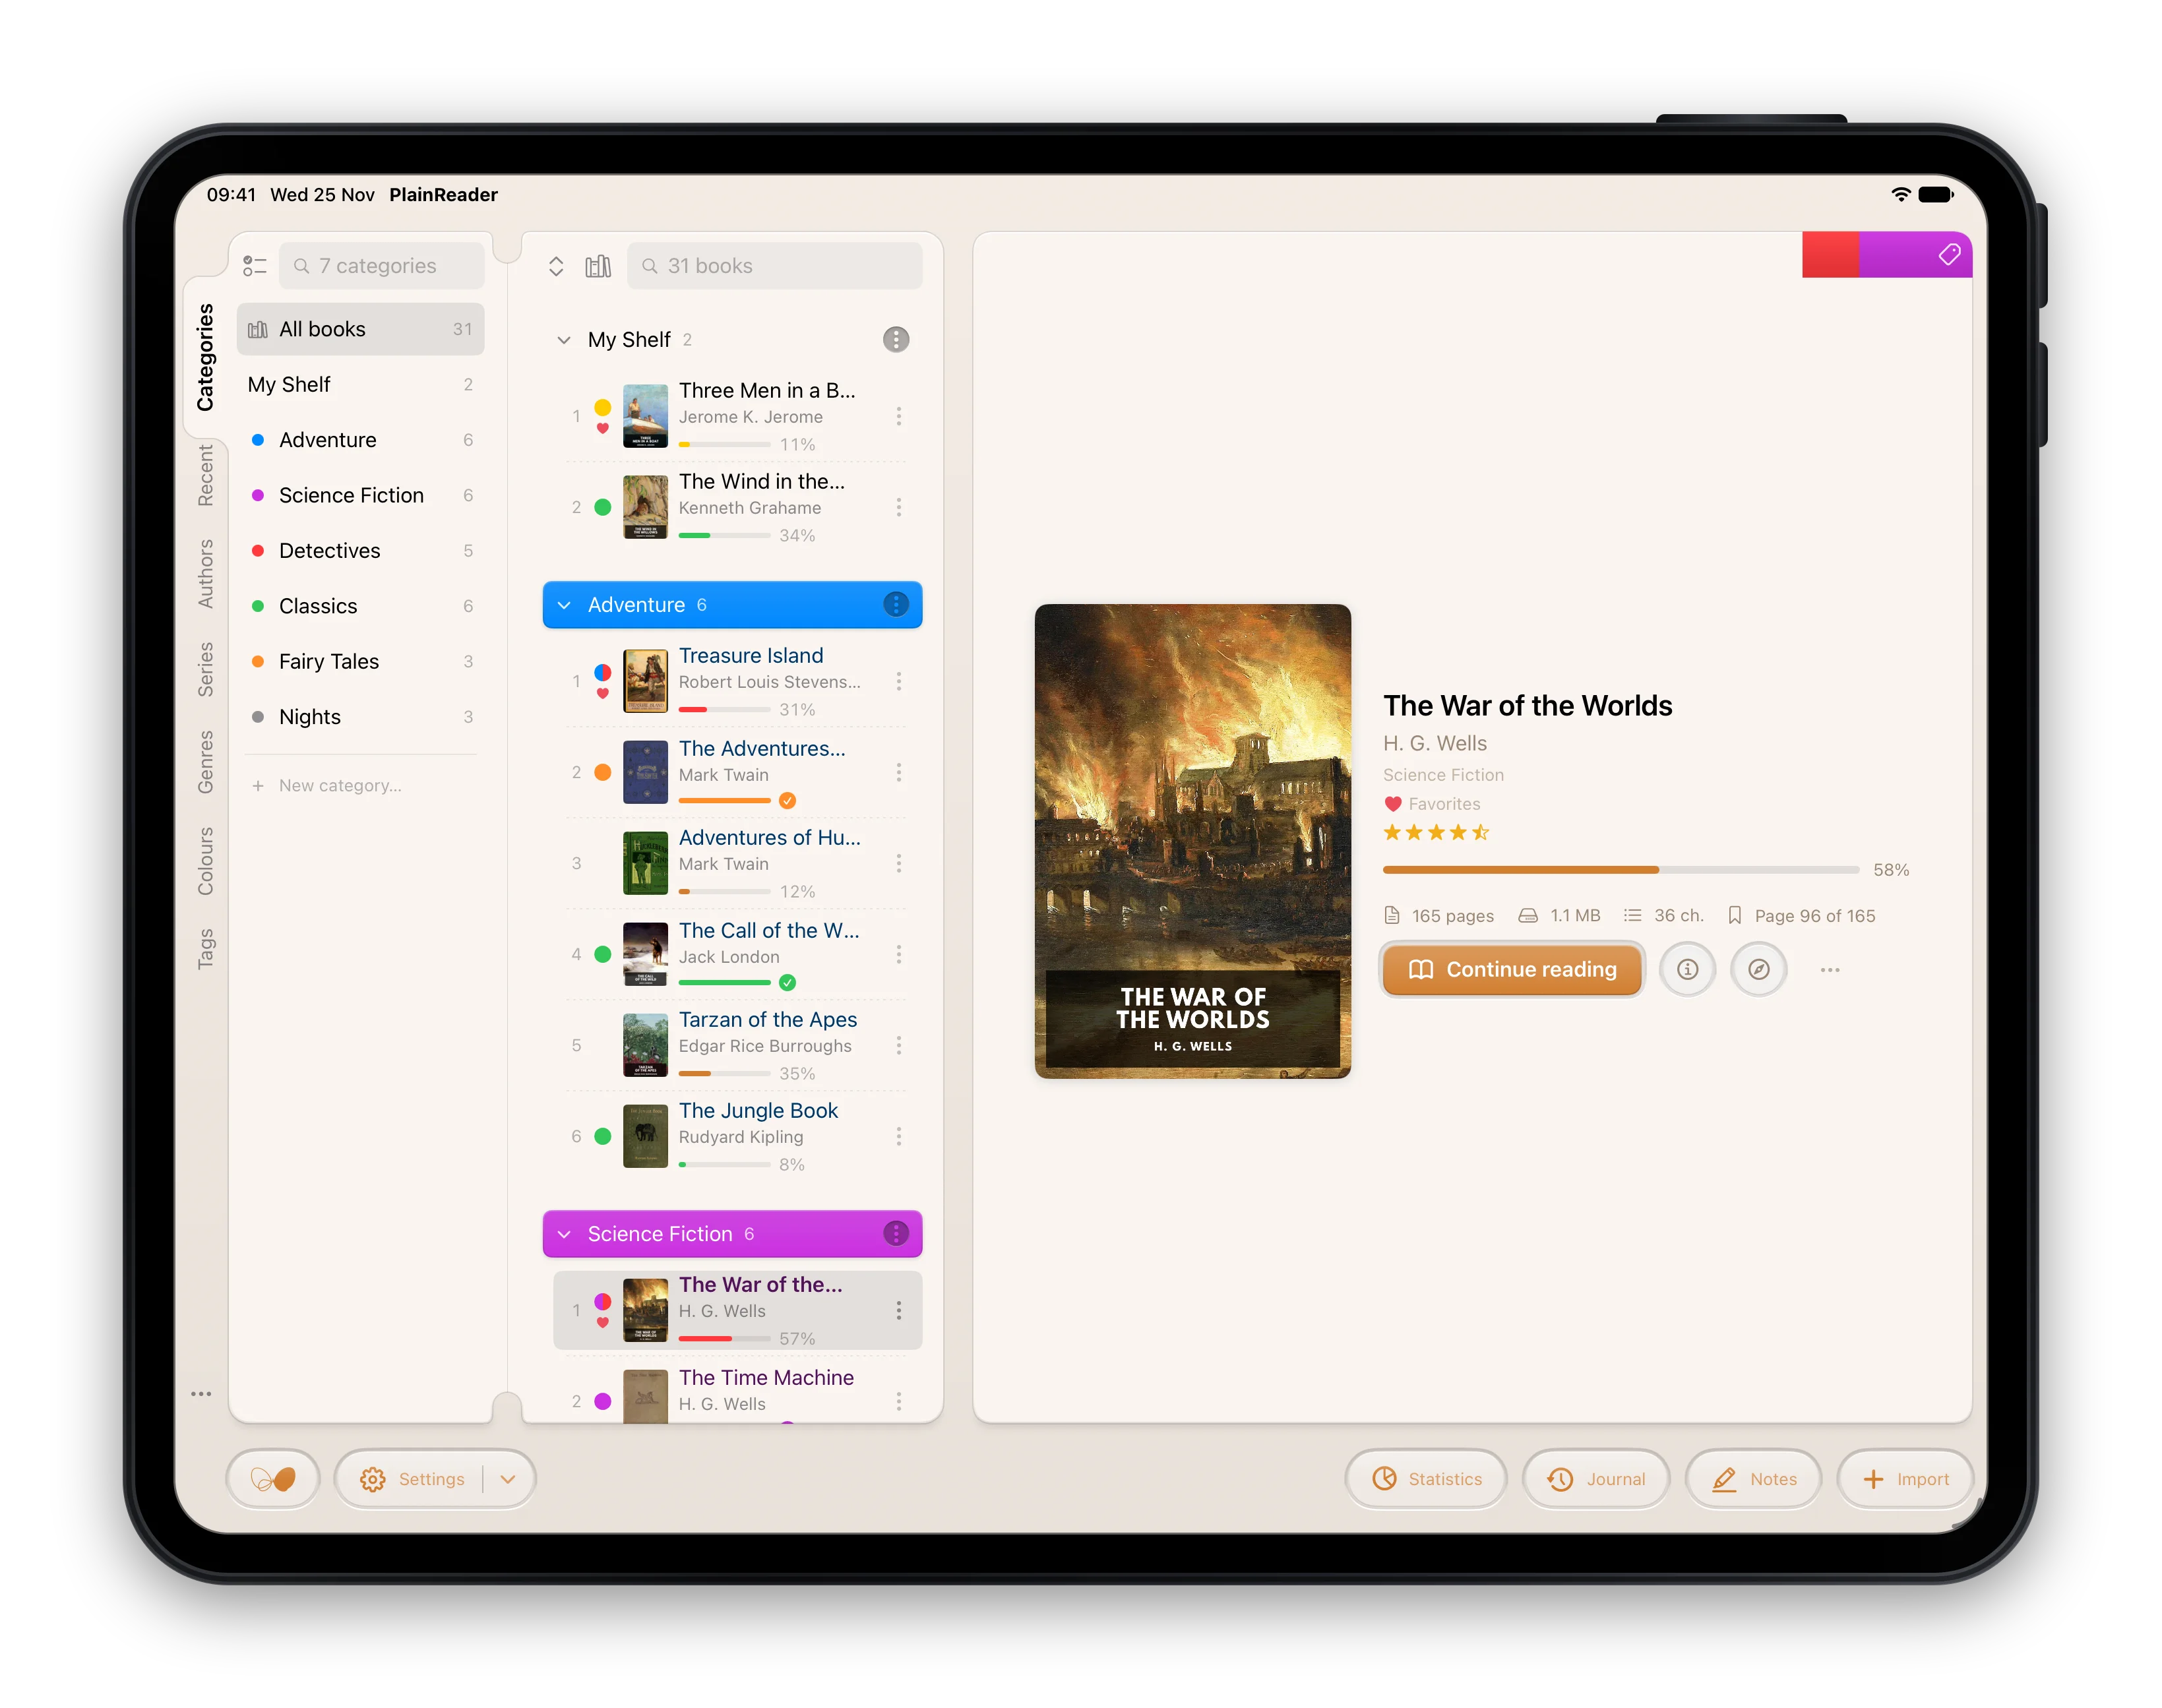 09:41 Wed 25 Nov PlainReader
Categories
Recent
Authors
Series
Genres
Colours
Tags
7 categories
All books 31
My Shelf 2
Adventure 6
Science Fiction 6
Detectives 5
Classics 6
Fairy Tales 3
Nights 3
+ New category...
31 books
My Shelf 2
Three Men in a B...
1
Jerome K. Jerome
11%
The Wind in the...
2
Kenneth Grahame
34%
Adventure 6
Treasure Island
1
Robert Louis Stevens...
31%
The Adventures...
2
Mark Twain
Adventures of Hu...
3
Mark Twain
12%
The Call of the W...
4
Jack London
Tarzan of the Apes
5
Edgar Rice Burroughs
35%
The Jungle Book
6
Rudyard Kipling
8%
Science Fiction 6
The War of the...
1
H. G. Wells
57%
The Time Machine
2
H. G. Wells
THE WAR OF
THE WORLDS
H. G. WELLS
The War of the Worlds
H. G. Wells
Science Fiction
Favorites
58%
165 pages 1.1 MB 36 ch. Page 96 of 165
Continue reading
Settings
Statistics
Journal
Notes
Import